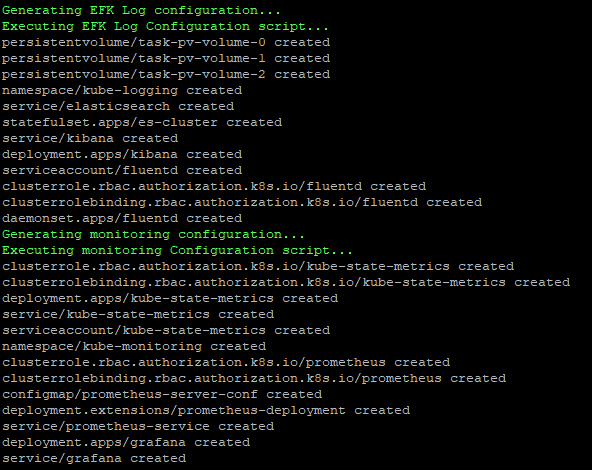 Generating EFK Log configuration...
Executing EFK Log Configuration script...
persistentvolume/task-pv-volume-0 created
persistentvolume/task-pv-volume-1 created
persistentvolume/task-pv-volume-2 created
namespace/kube-logging created
service/elasticsearch created
statefulset.apps/es-cluster created
service/kibana created
deployment.apps/kibana created
serviceaccount/fluentd created
clusterrole.rbac.authorization.k8s.io/fluentd created
clusterrolebinding.rbac.authorization.k8s.io/fluentd created
daemonset.apps/fluentd created
Generating monitoring configuration...
Executing monitoring Configuration script...
clusterrole.rbac.authorization.k8s.io/kube-state-metrics created
clusterrolebinding.rbac.authorization.k8s.io/kube-state-metrics created
deployment.apps/kube-state-metrics created
service/kube-state-metrics created
serviceaccount/kube-state-metrics created
namespace/kube-monitoring created
clusterrole.rbac.authorization.k8s.io/prometheus created
clusterrolebinding.rbac.authorization.k8s.io/prometheus created
configmap/prometheus-server-conf created
deployment.extensions/prometheus-deployment created
service/prometheus-service created
deployment.apps/grafana created
service/grafana created